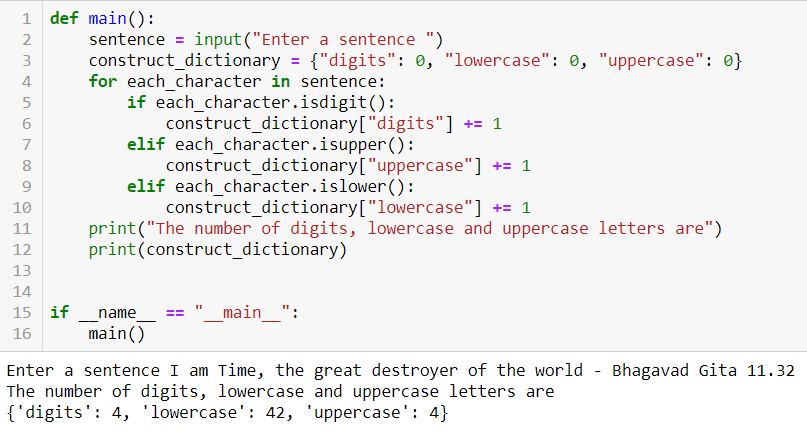 1 def main():
2     sentence = input("Enter a sentence ")
3     construct_dictionary = {"digits": 0, "lowercase": 0, "uppercase": 0}
4     for each_character in sentence:
5         if each_character.isdigit():
6             construct_dictionary["digits"] += 1
7         elif each_character.isupper():
8             construct_dictionary["uppercase"] += 1
9         elif each_character.islower():
10             construct_dictionary["lowercase"] += 1
11     print("The number of digits, lowercase and uppercase letters are")
12     print(construct_dictionary)
13
14
15 if __name__ == "__main__":
16     main()
Enter a sentence I am Time, the great destroyer of the world - Bhagavad Gita 11.32
The number of digits, lowercase and uppercase letters are
{'digits': 4, 'lowercase': 42, 'uppercase': 4}